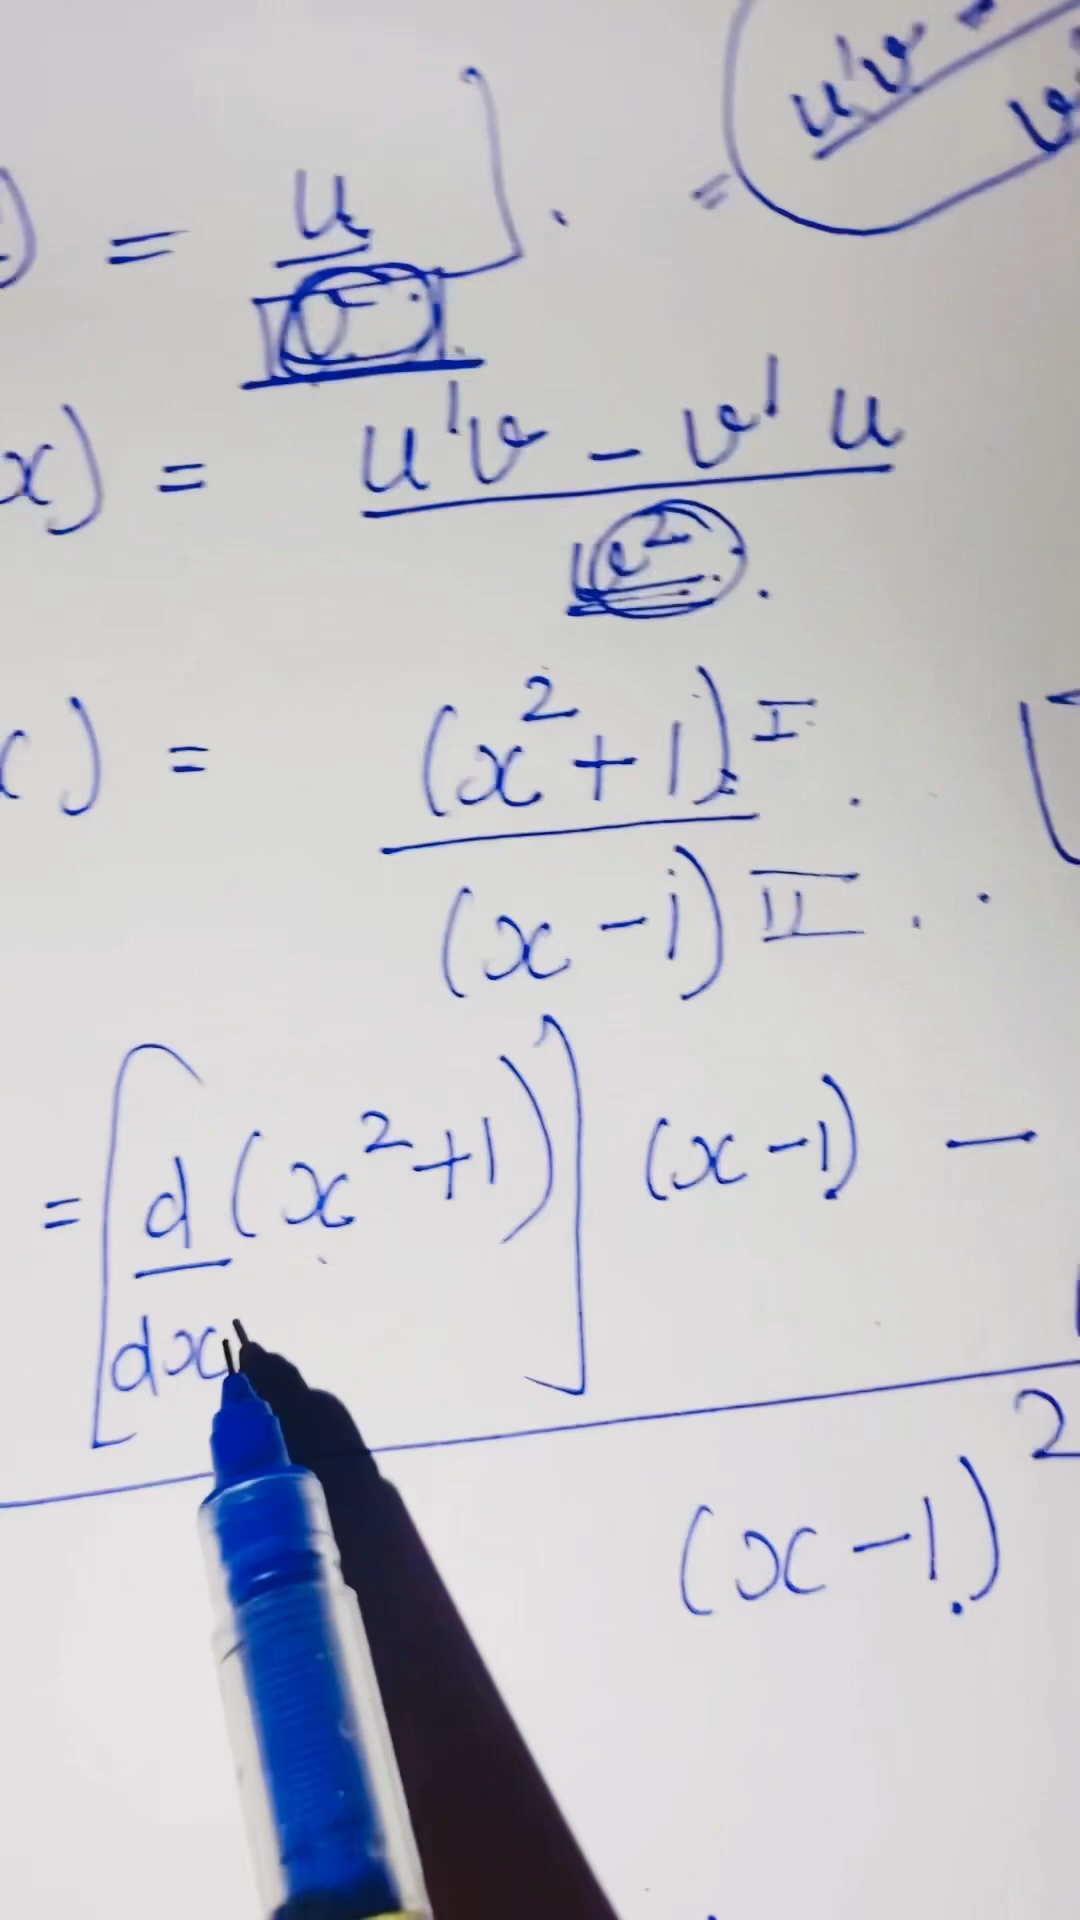 u'v -
) = u/v. =
x) = (u'v - v'u)/v².
) = (x²+1) I / (x-1) II.
= [d/dx (x²+1)] (x-1) -
(x-1)²